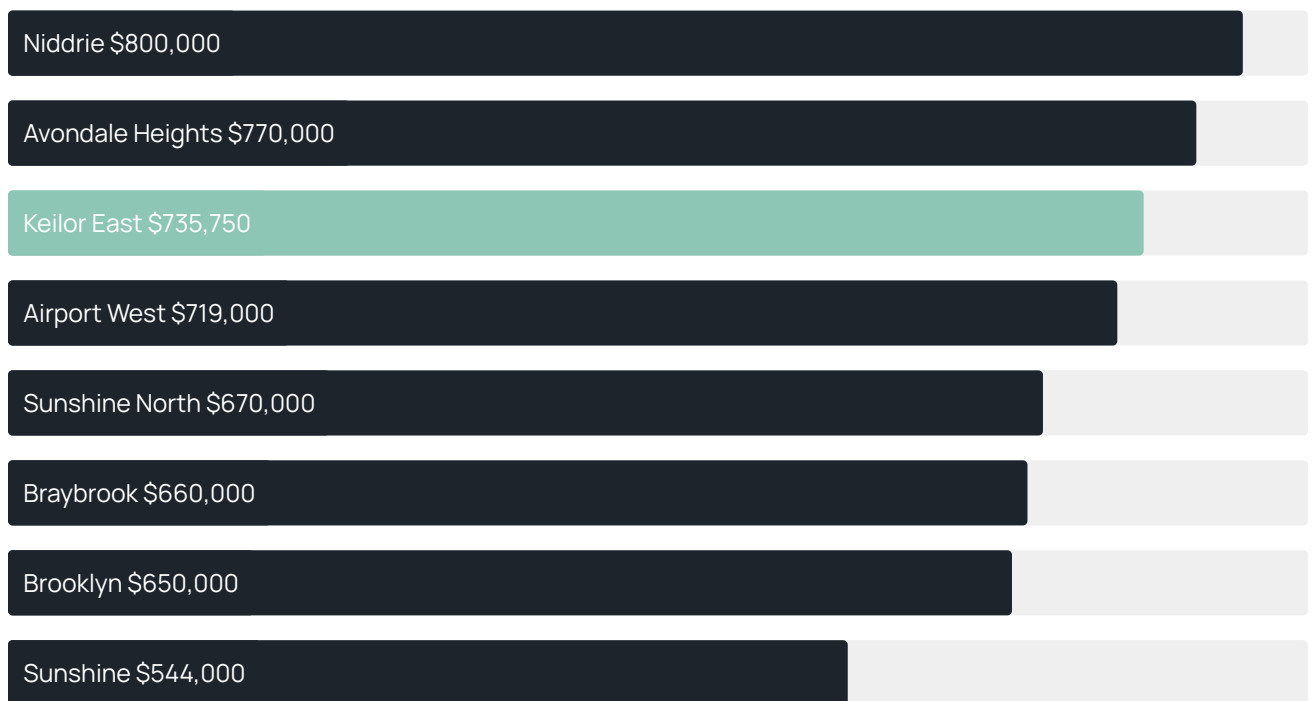 Niddrie $800,000
Avondale Heights $770,000
Keilor East $735,750
Airport West $719,000
Sunshine North $670,000
Braybrook $660,000
Brooklyn $650,000
Sunshine $544,000